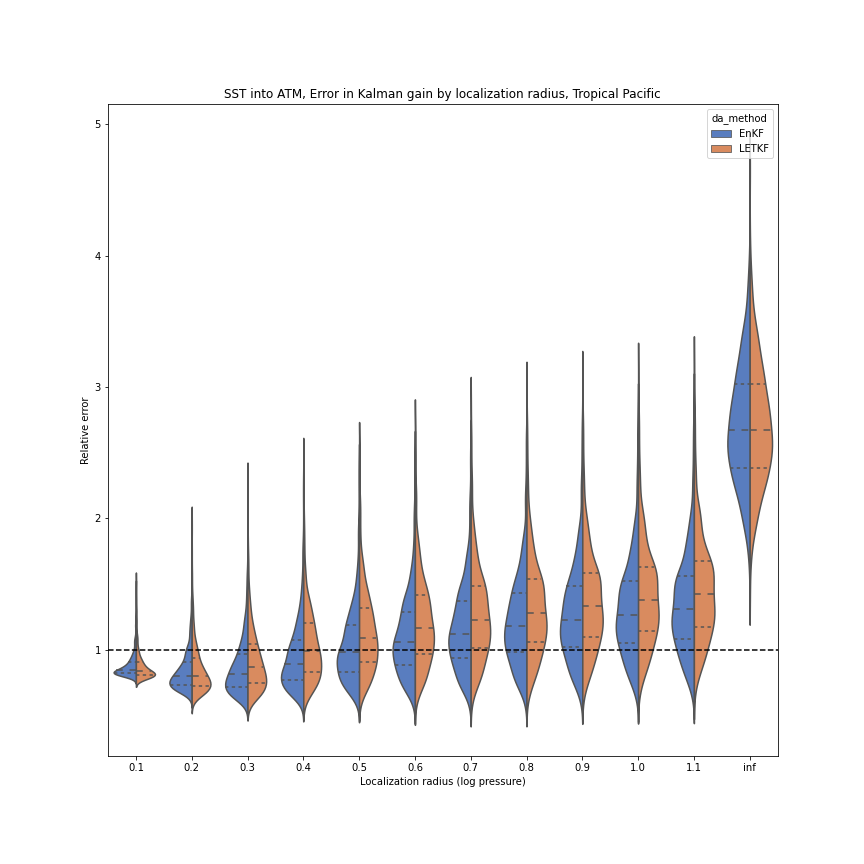 SST into ATM, Error in Kalman gain by localization radius, Tropical Pacific
da_method
EnKF
LETKF
5
4
3
2
1
Relative error
0.1 0.2 0.3 0.4 0.5 0.6 0.7 0.8 0.9 1.0 1.1 inf
Localization radius (log pressure)